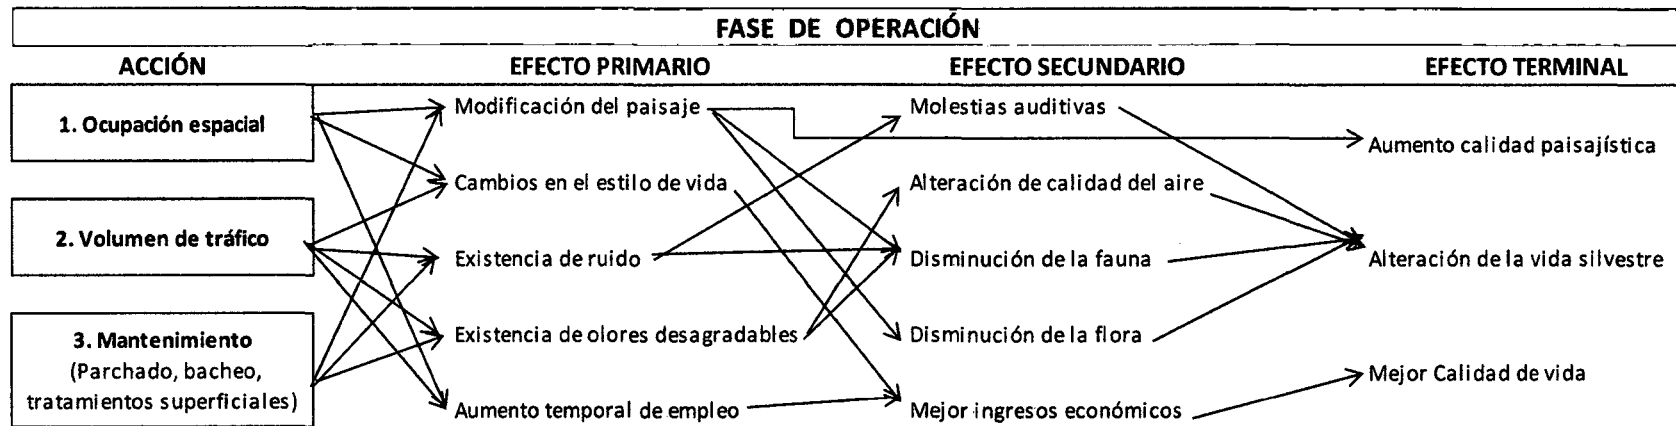 FASE DE OPERACIÓN
ACCIÓN EFECTO PRIMARIO EFECTO SECUNDARIO EFECTO TERMINAL
1. Ocupación espacial
2. Volumen de tráfico
3. Mantenimiento
(Parchado, bacheo,
tratamientos superficiales)
Modificación del paisaje
Cambios en el estilo de vida
Existencia de ruido
Existencia de olores desagradables
Aumento temporal de empleo
Molestias auditivas
Alteración de calidad del aire
Disminución de la fauna
Disminución de la flora
Mejor ingresos económicos
Aumento calidad paisajística
Alteración de la vida silvestre
Mejor Calidad de vida